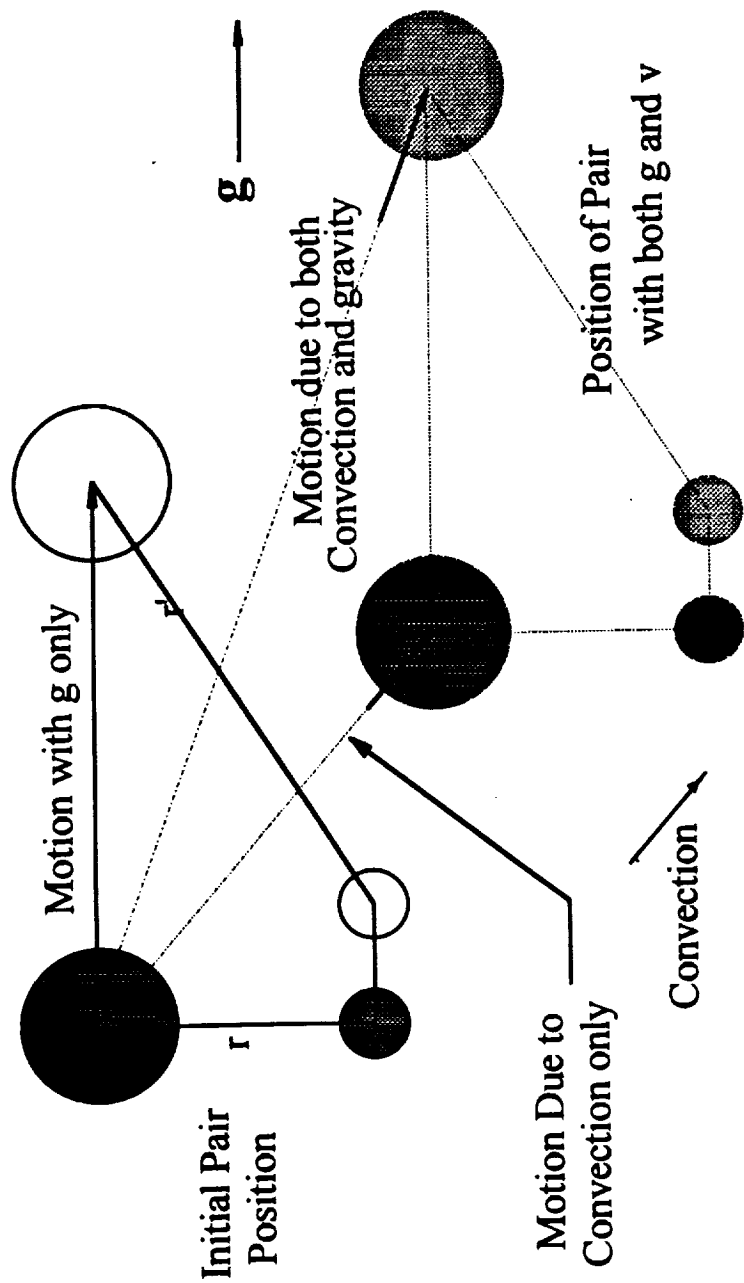 g
Motion with g only
r'
r
Initial Pair
Position
Motion due to both
Convection and gravity
Position of Pair
with both g and v
Motion Due to
Convection only
Convection